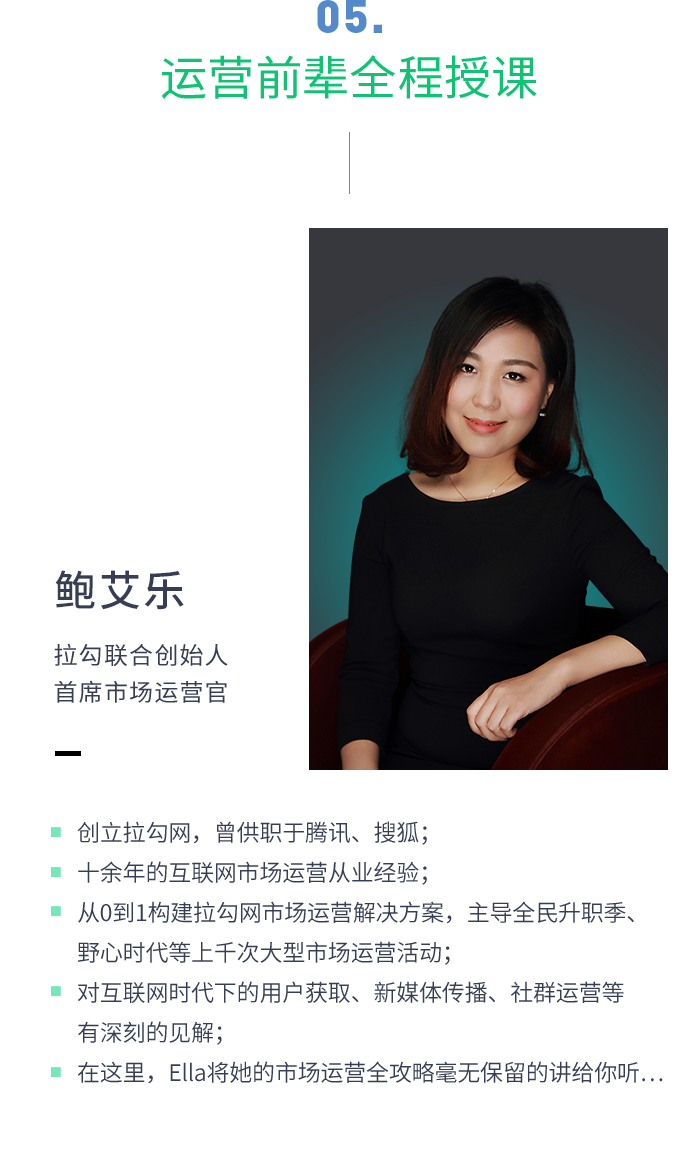 05.
运营前辈全程授课
鲍艾乐
拉勾联合创始人
首席市场运营官
创立拉勾网，曾供职于腾讯、搜狐；
十余年的互联网市场运营从业经验；
从0到1构建拉勾网市场运营解决方案，主导全民升职季、
野心时代等上千次大型市场运营活动；
对互联网时代下的用户获取、新媒体传播、社群运营等
有深刻的见解；
在这里，Ella将她的市场运营全攻略毫无保留的讲给你听…